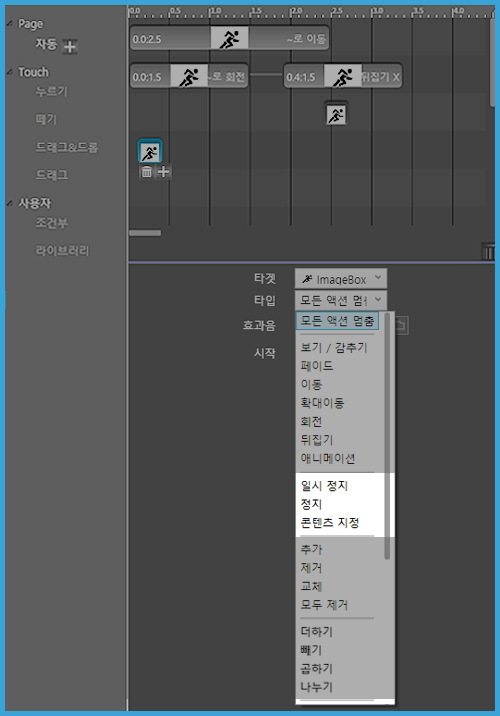 Page
자동
Touch
누르기
떼기
드래그&드롭
드래그
사용자
조건부
라이브러리
0.0 0.5 1.0 1.5 2.0 2.5 3.0 3.5 4.0
0.0:2.5 ~로 이동
0.0:1.5 ~로 회전 0.4:1.5 뒤집기 X
타겟 ImageBox
타입 모든 액션 멈
효과음
시작
모든 액션 멈춤
보기 / 감추기
페이드
이동
확대이동
회전
뒤집기
애니메이션
일시 정지
정지
콘텐츠 지정
추가
제거
교체
모두 제거
더하기
빼기
곱하기
나누기